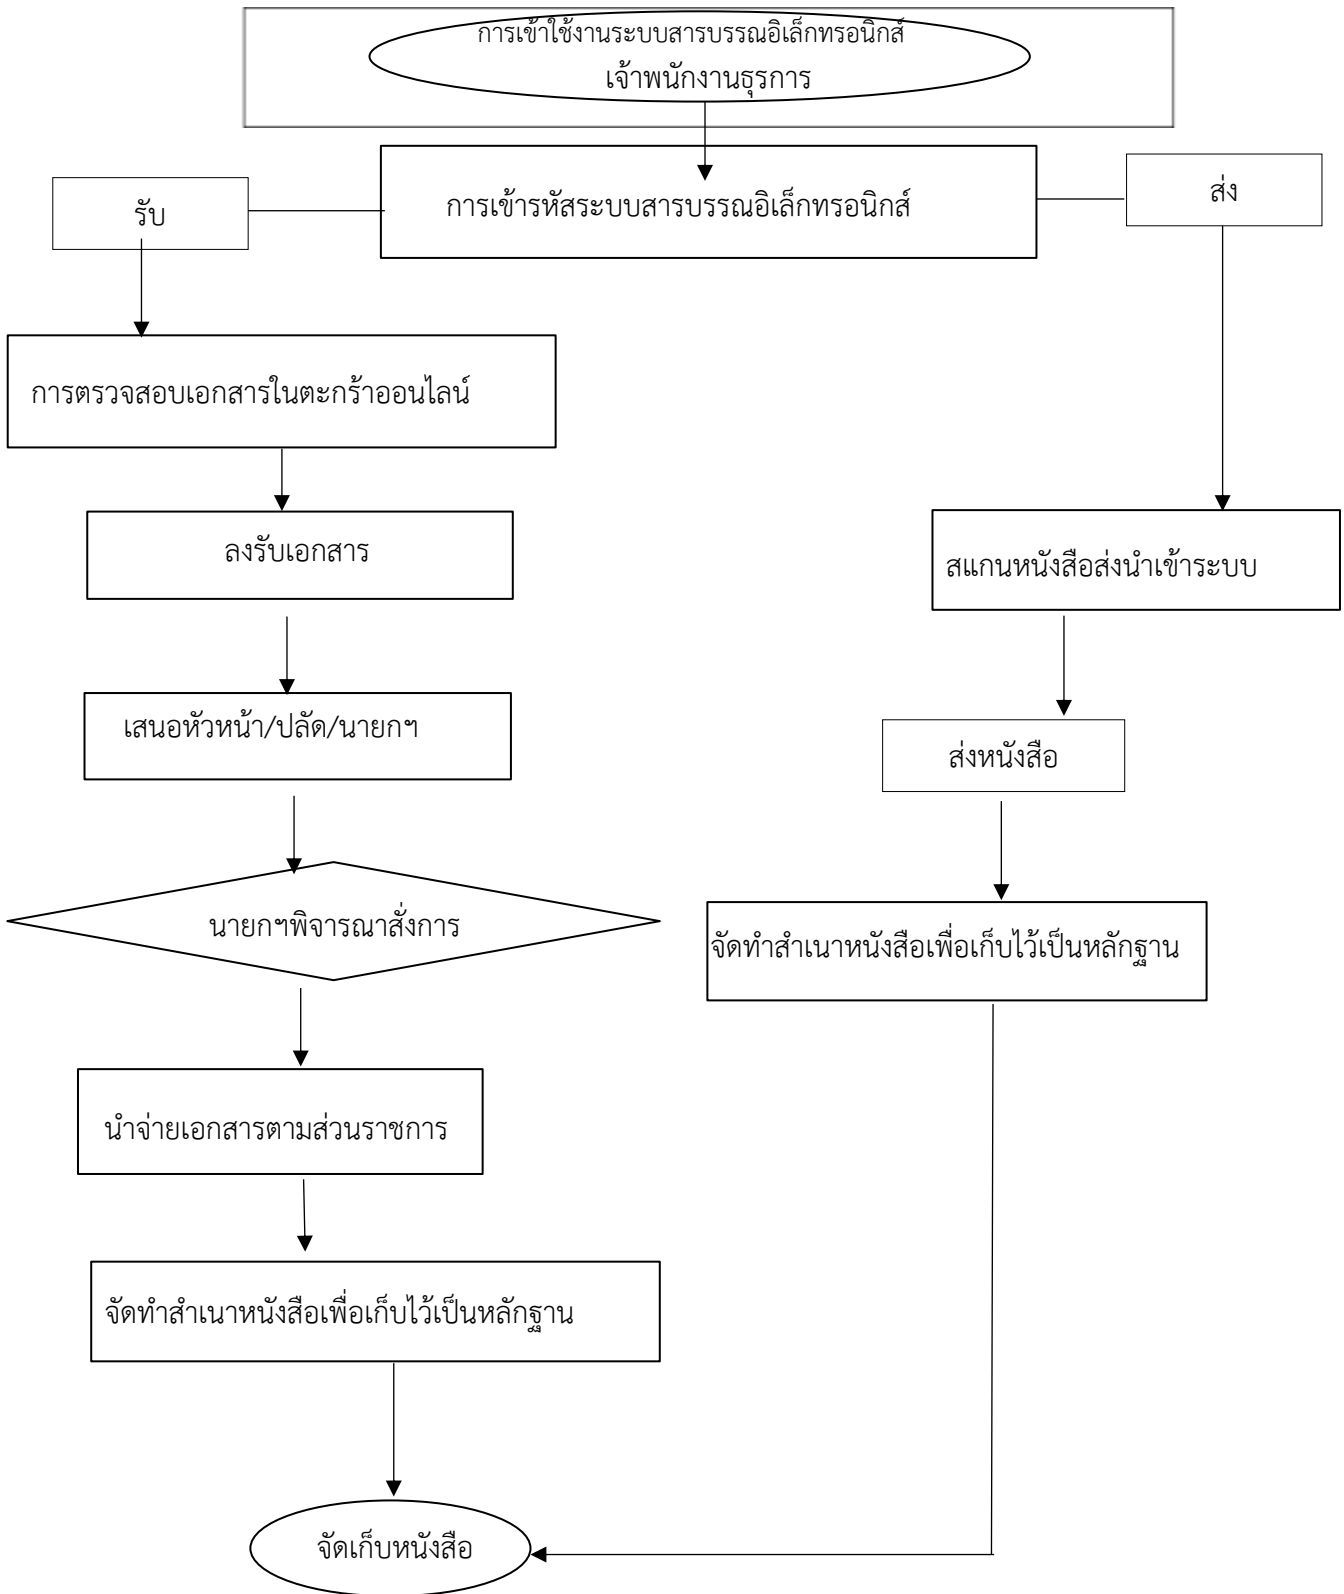 การเข้าใช้งานระบบสารบรรณอิเล็กทรอนิกส์
เจ้าพนักงานธุรการ
รับ
การเข้ารหัสระบบสารบรรณอิเล็กทรอนิกส์
ส่ง
การตรวจสอบเอกสารในตะกร้าออนไลน์
ลงรับเอกสาร
สแกนหนังสือส่งนำเข้าระบบ
เสนอหัวหน้า/ปลัด/นายกฯ
ส่งหนังสือ
นายกฯพิจารณาสั่งการ
จัดทำสำเนาหนังสือเพื่อเก็บไว้เป็นหลักฐาน
นำจ่ายเอกสารตามส่วนราชการ
จัดทำสำเนาหนังสือเพื่อเก็บไว้เป็นหลักฐาน
จัดเก็บหนังสือ